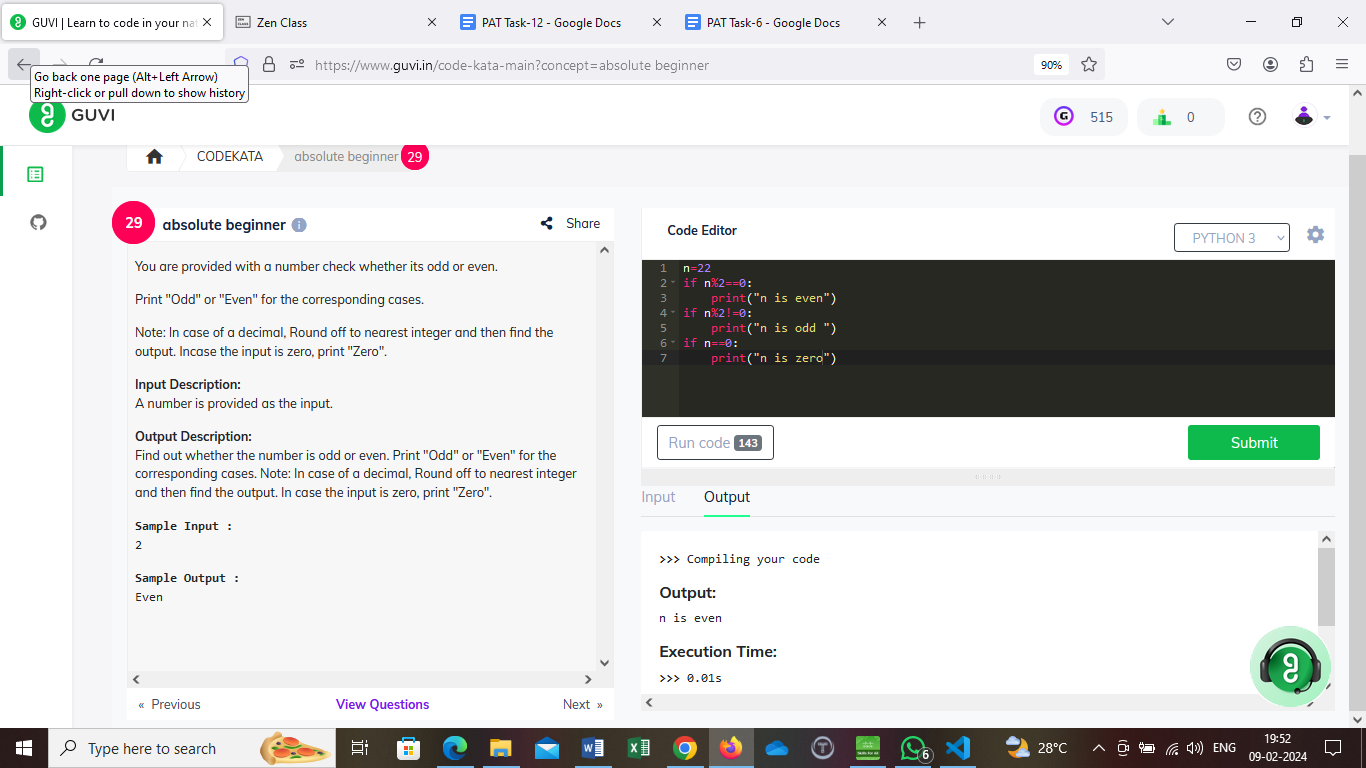 GUVI | Learn to code in your nat
Zen Class
PAT Task-12 - Google Docs
PAT Task-6 - Google Docs
https://www.guvi.in/code-kata-main?concept=absolute beginner
90%
Go back one page (Alt+Left Arrow)
Right-click or pull down to show history
GUVI
515
0
CODEKATA
absolute beginner 29
29
absolute beginner
Share
You are provided with a number check whether its odd or even.
Print "Odd" or "Even" for the corresponding cases.
Note: In case of a decimal, Round off to nearest integer and then find the
output. Incase the input is zero, print "Zero".
Input Description:
A number is provided as the input.
Output Description:
Find out whether the number is odd or even. Print "Odd" or "Even" for the
corresponding cases. Note: In case of a decimal, Round off to nearest integer
and then find the output. In case the input is zero, print "Zero".
Sample Input :
2
Sample Output :
Even
« Previous
View Questions
Next »
Code Editor
PYTHON 3
1 n=22
2 if n%2==0:
3 print("n is even")
4 if n%2!=0:
5 print("n is odd ")
6 if n==0:
7 print("n is zero")
Run code 143
Submit
Input
Output
>>> Compiling your code
Output:
n is even
Execution Time:
>>> 0.01s
Type here to search
6
28°C
ENG
19:52
09-02-2024